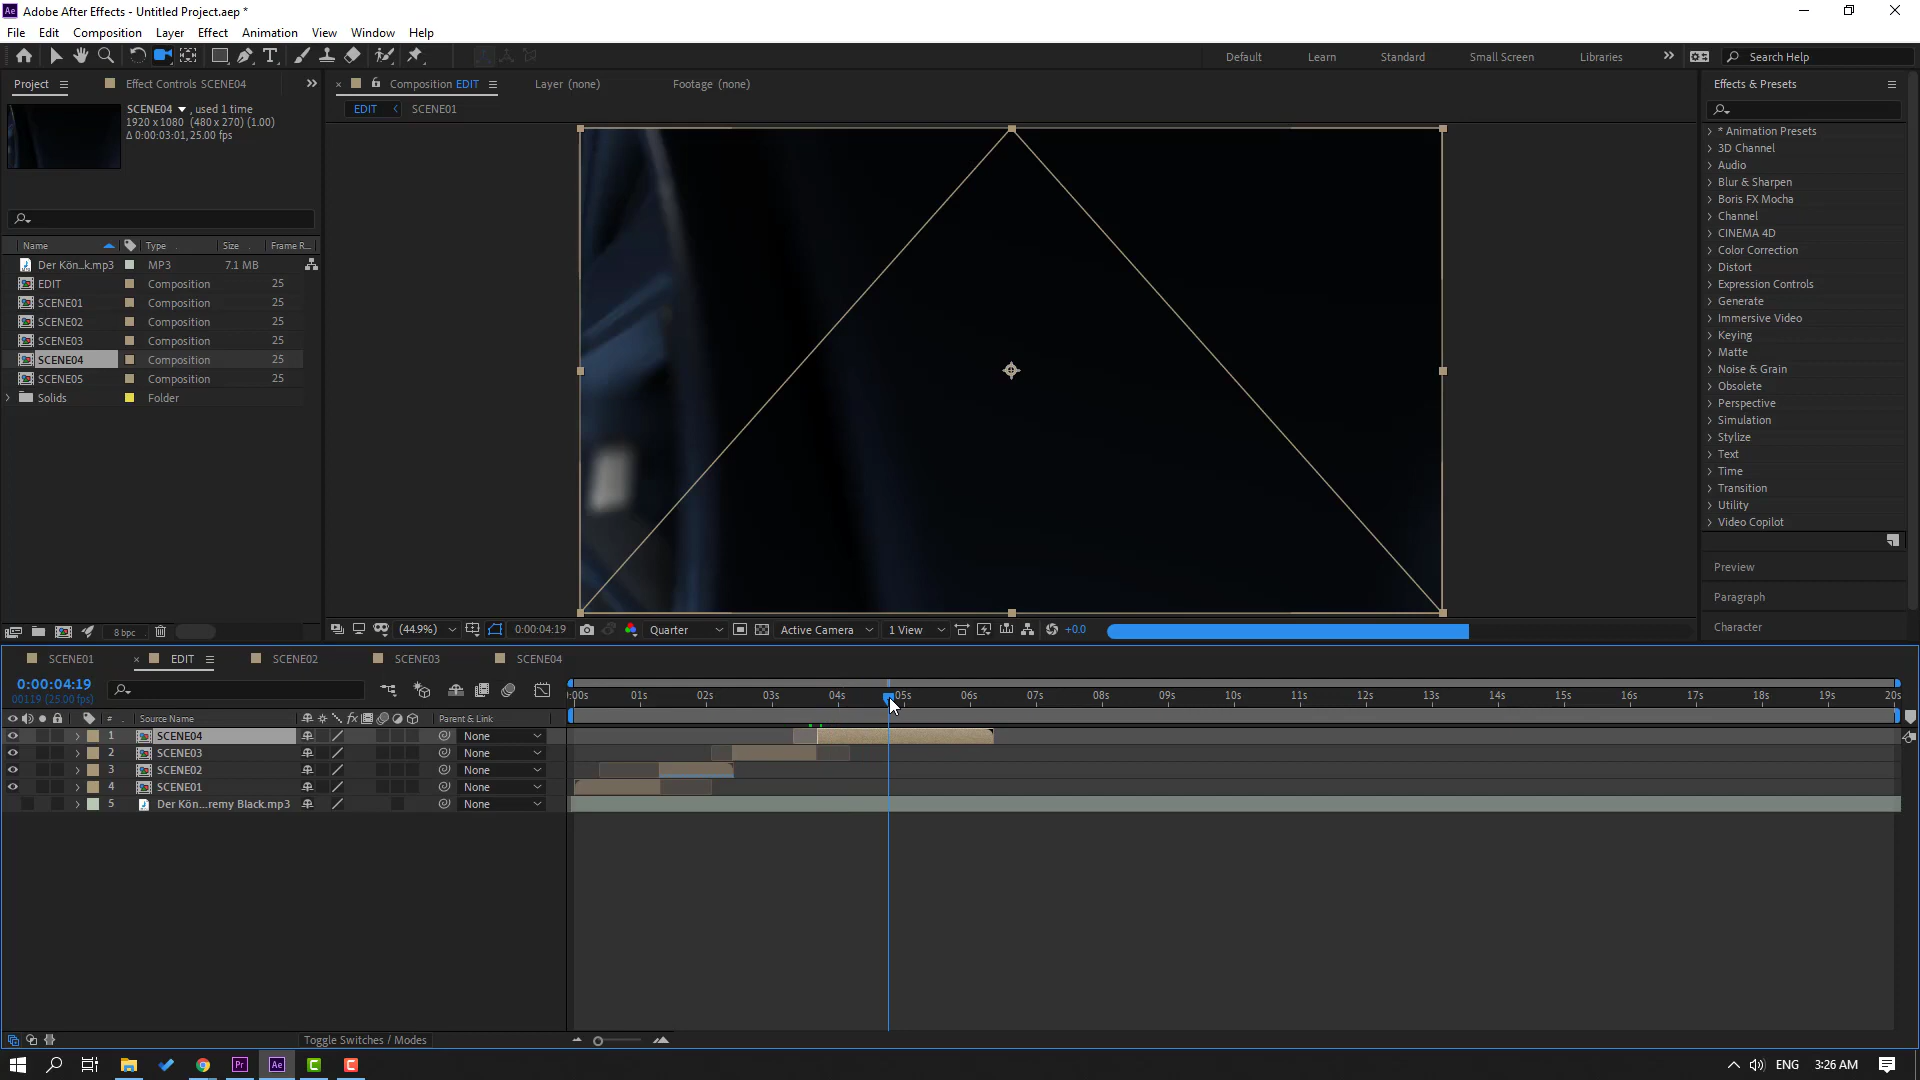 Adobe After Effects - Untitled Project.aep *
File Edit Composition Layer Effect Animation View Window Help
Default Learn Standard Small Screen Libraries Search Help
Project Effect Controls SCENE04
SCENE04 , used 1 time
1920 x 1080 (480 x 270) (1.00)
Δ 0:00:03:01, 25.00 fps
Name Type Size Frame R...
Der Kön_k.mp3 MP3 7.1 MB
EDIT Composition 25
SCENE01 Composition 25
SCENE02 Composition 25
SCENE03 Composition 25
SCENE04 Composition 25
SCENE05 Composition 25
Solids Folder
8 bpc
Composition EDIT Layer (none) Footage (none)
EDIT SCENE01
(44.9%) 0:00:04:19 Quarter Active Camera 1 View +0.0
Effects & Presets
* Animation Presets
3D Channel
Audio
Blur & Sharpen
Boris FX Mocha
Channel
CINEMA 4D
Color Correction
Distort
Expression Controls
Generate
Immersive Video
Keying
Matte
Noise & Grain
Obsolete
Perspective
Simulation
Stylize
Text
Time
Transition
Utility
Video Copilot
Preview
Paragraph
Character
SCENE01 EDIT SCENE02 SCENE03 SCENE04
0:00:04:19
00119 (25.00 fps)
:00s 01s 02s 03s 04s 05s 06s 07s 08s 09s 10s 11s 12s 13s 14s 15s 16s 17s 18s 19s 20s
# Source Name Parent & Link
1 SCENE04 None
2 SCENE03 None
3 SCENE02 None
4 SCENE01 None
5 Der Kön...remy Black.mp3 None
Toggle Switches / Modes
ENG 3:26 AM